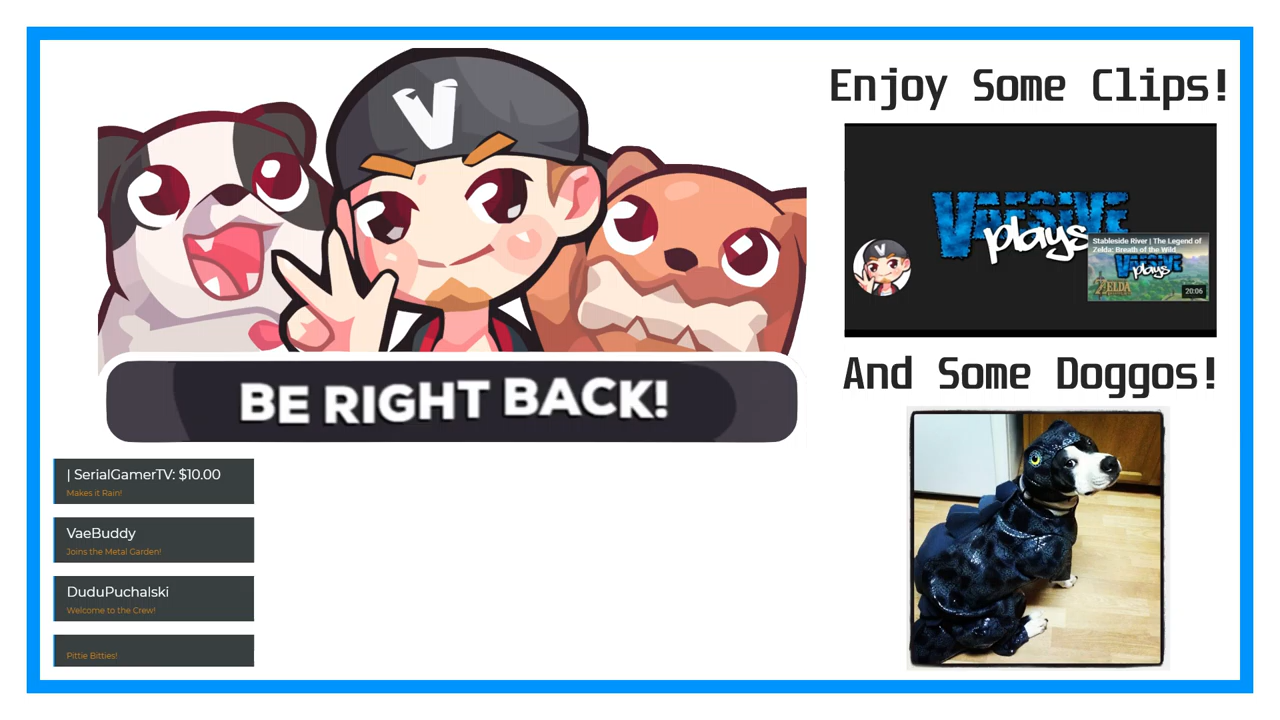 V
BE RIGHT BACK!
| SerialGamerTV: $10.00
Makes it Rain!
VaeBuddy
Joins the Metal Garden!
DuduPuchalski
Welcome to the Crew!
Pittie Bitties!
Enjoy Some Clips!
V
plays
Stableside River | The Legend of
Zelda: Breath of the Wild
plays
ZELDA
20:06
And Some Doggos!